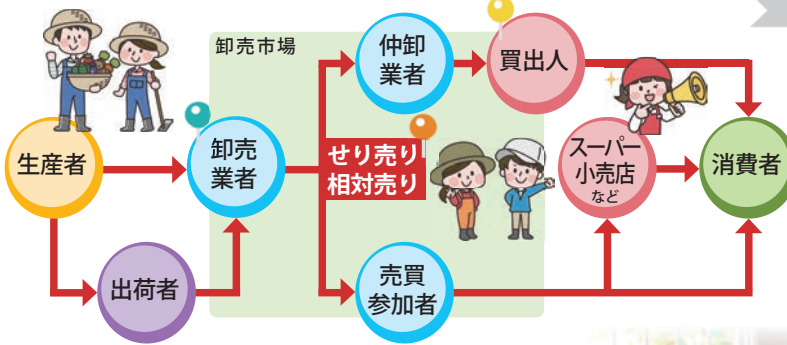 卸売市場
仲卸
業者
買出人
生産者
卸売
業者
せり売り
相対売り
スーパー
小売店
など
消費者
出荷者
売買
参加者